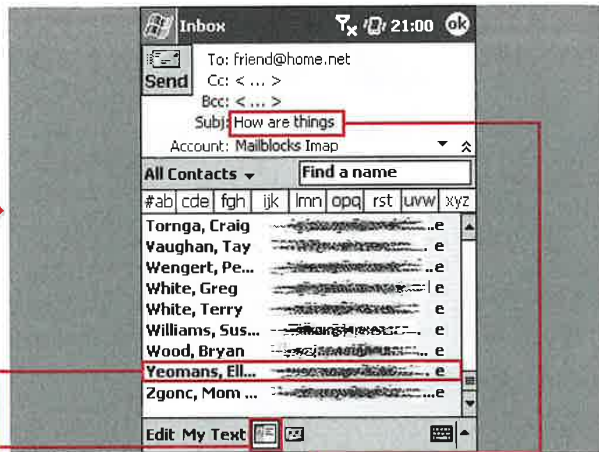 Inbox 21:00 ok
Send
To: friend@home.net
Cc: < ... >
Bcc: < ... >
Subj: How are things
Account: Mailblocks Imap
All Contacts Find a name
#ab cde fgh ijk lmn opq rst uvw xyz
Tornga, Craig ...e
Vaughan, Tay ... e
Wengert, Pe... ...e
White, Greg e
White, Terry e
Williams, Sus... . e
Wood, Bryan e
Yeomans, Ell... . e
Zgonc, Mom ... ...e
Edit My Text